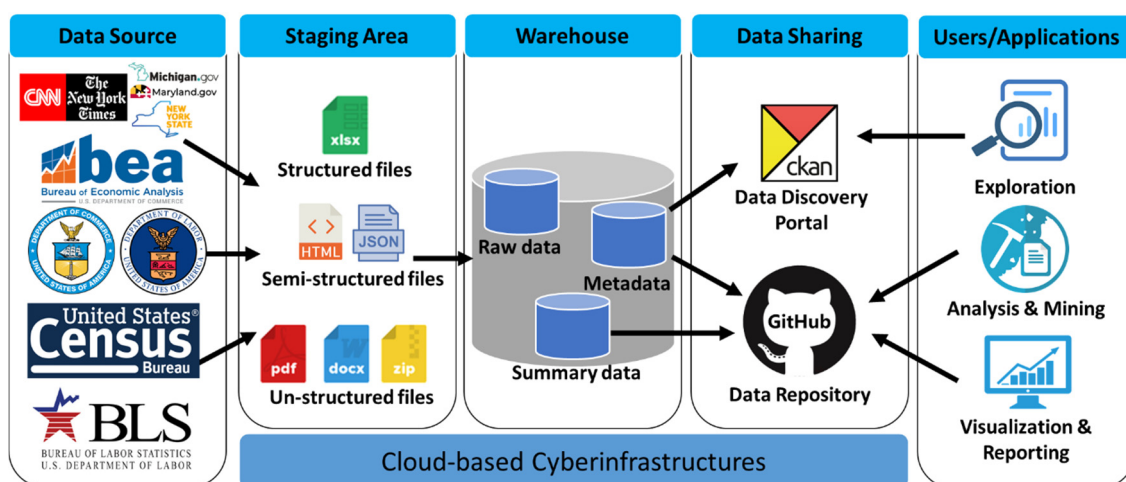 Data Source
Staging Area
Warehouse
Data Sharing
Users/Applications
CNN
The
New York
Times
Michigan.gov
Maryland.gov
NEW
YORK
STATE
bea
Bureau of Economic Analysis
U.S. DEPARTMENT OF COMMERCE
DEPARTMENT OF COMMERCE
UNITED STATES OF AMERICA
DEPARTMENT OF LABOR
UNITED STATES OF AMERICA
United States®
Census
Bureau
BLS
BUREAU OF LABOR STATISTICS
U.S. DEPARTMENT OF LABOR
xlsx
Structured files
HTML
JSON
Semi-structured files
pdf
docx
zip
Un-structured files
Raw data
Metadata
Summary data
ckan
Data Discovery
Portal
GitHub
Data Repository
Exploration
Analysis & Mining
Visualization &
Reporting
Cloud-based Cyberinfrastructures